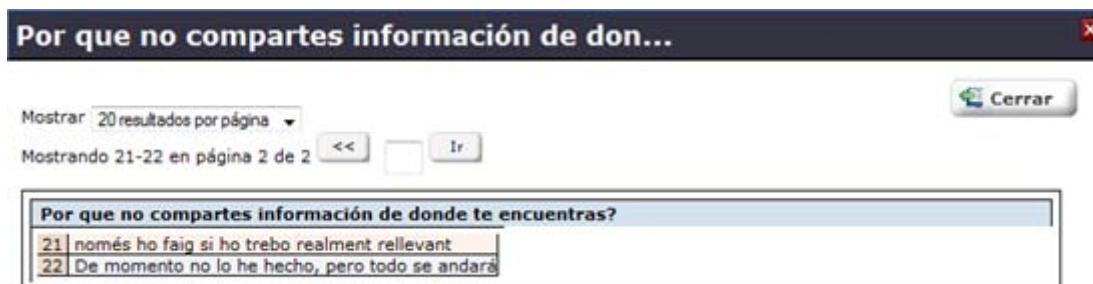 Por que no compartes información de don...
Cerrar
Mostrar 20 resultados por página
Mostrando 21-22 en página 2 de 2 << Ir
Por que no compartes información de donde te encuentras?
21 només ho faig si ho trebo realment rellevant
22 De momento no lo he hecho, pero todo se andará